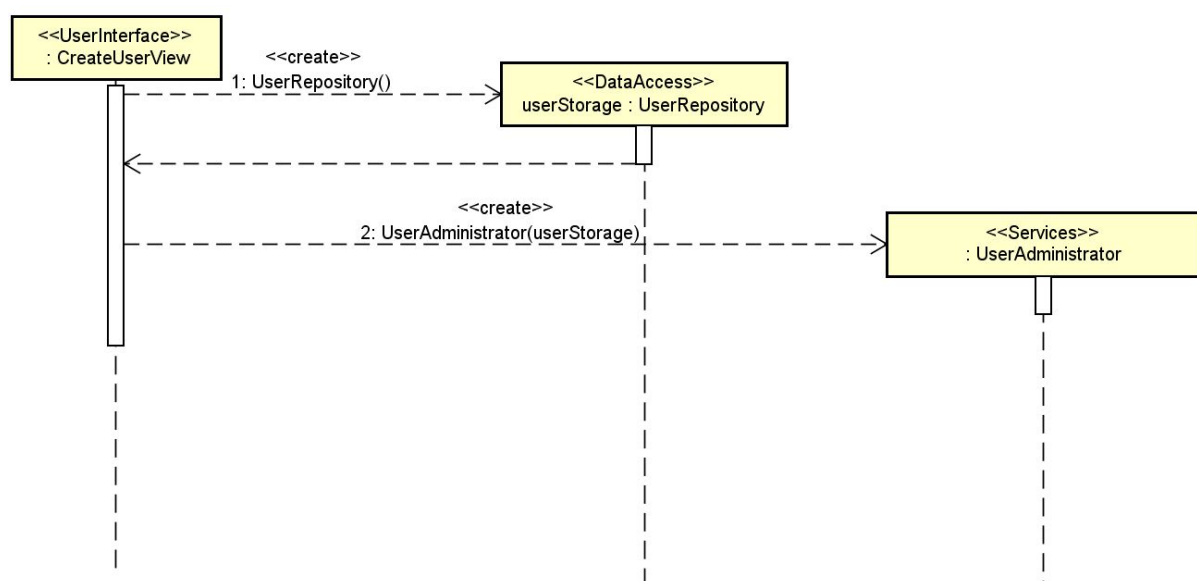 <<UserInterface>>
: CreateUserView
<<create>>
1: UserRepository()
<<DataAccess>>
userStorage : UserRepository
<<create>>
2: UserAdministrator(userStorage)
<<Services>>
: UserAdministrator